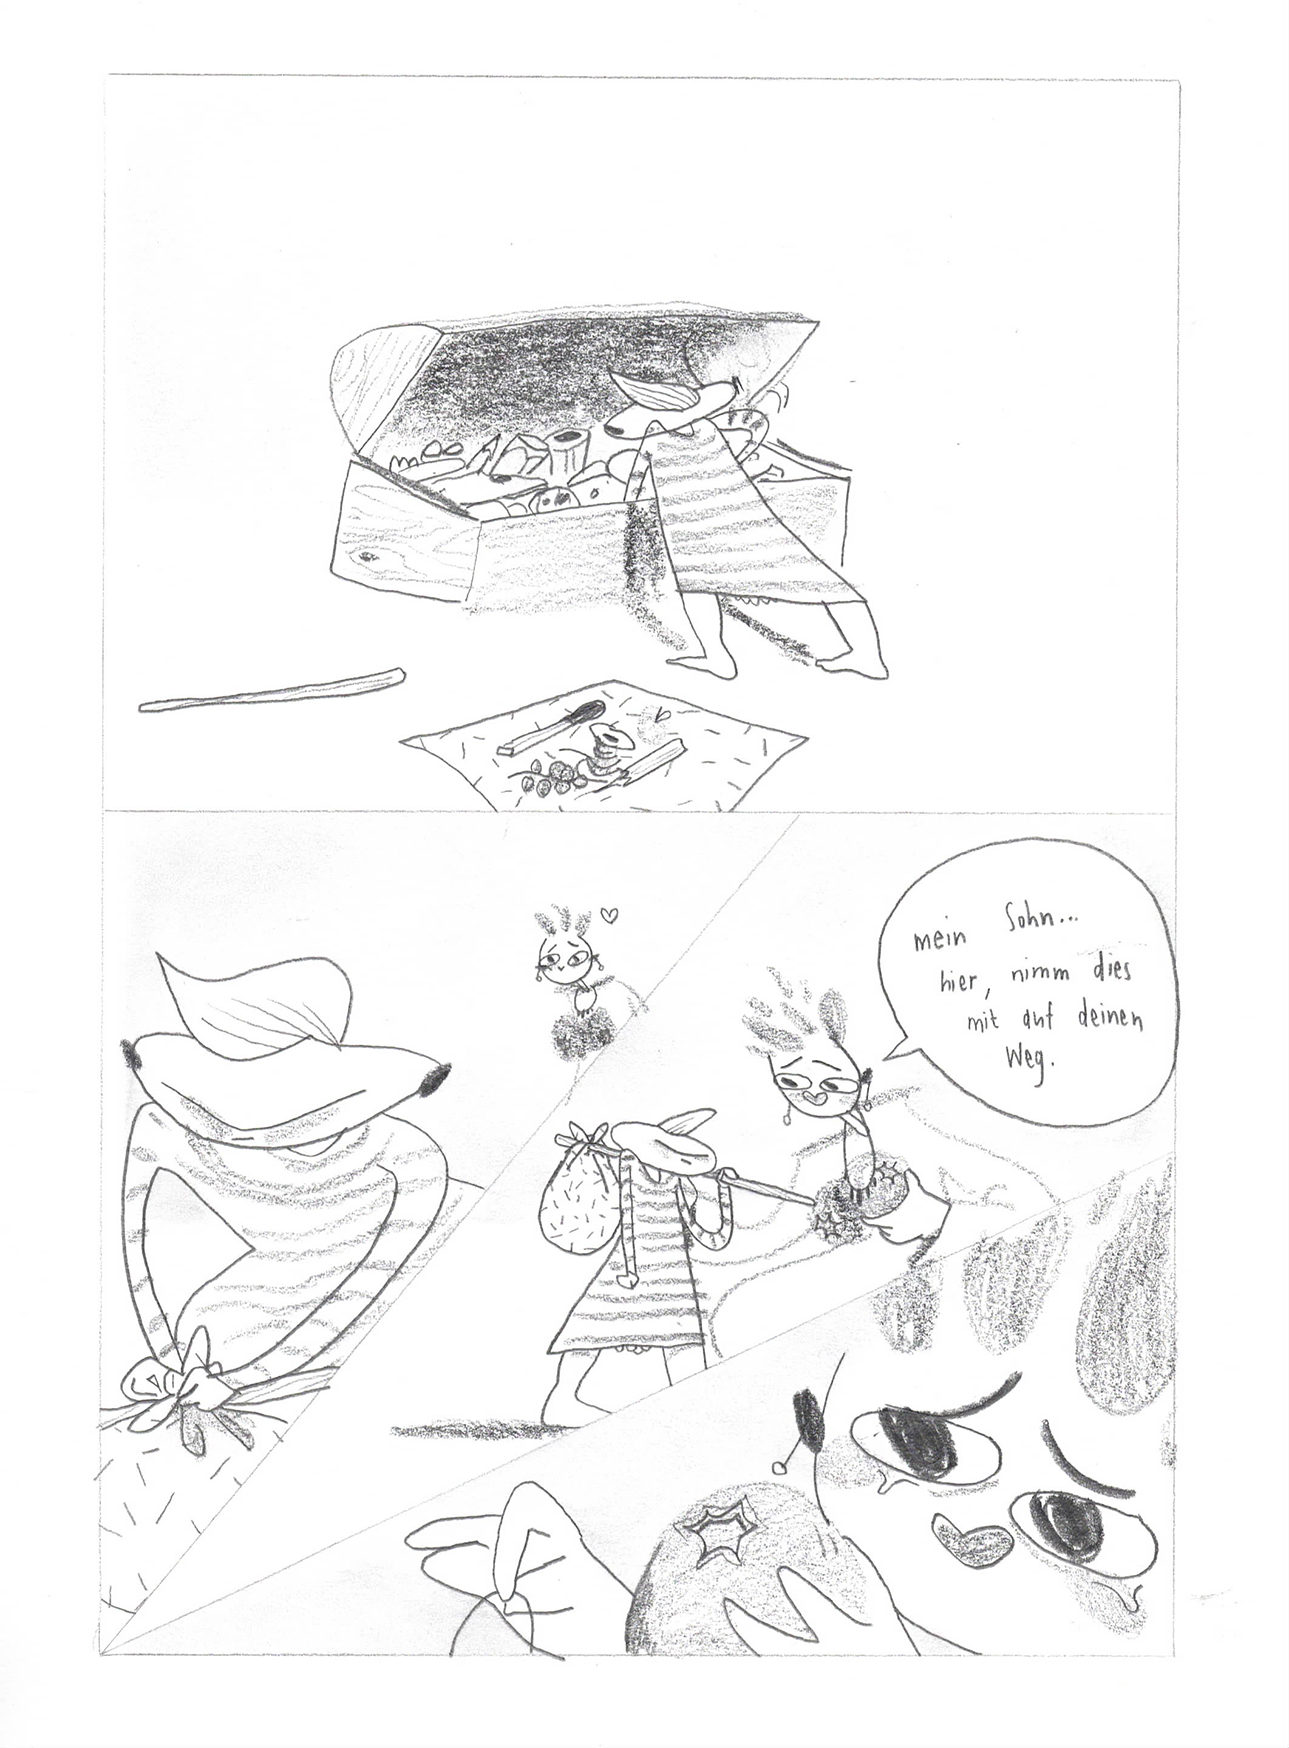 mein Sohn...
hier, nimm dies
mit auf deinen
Weg.